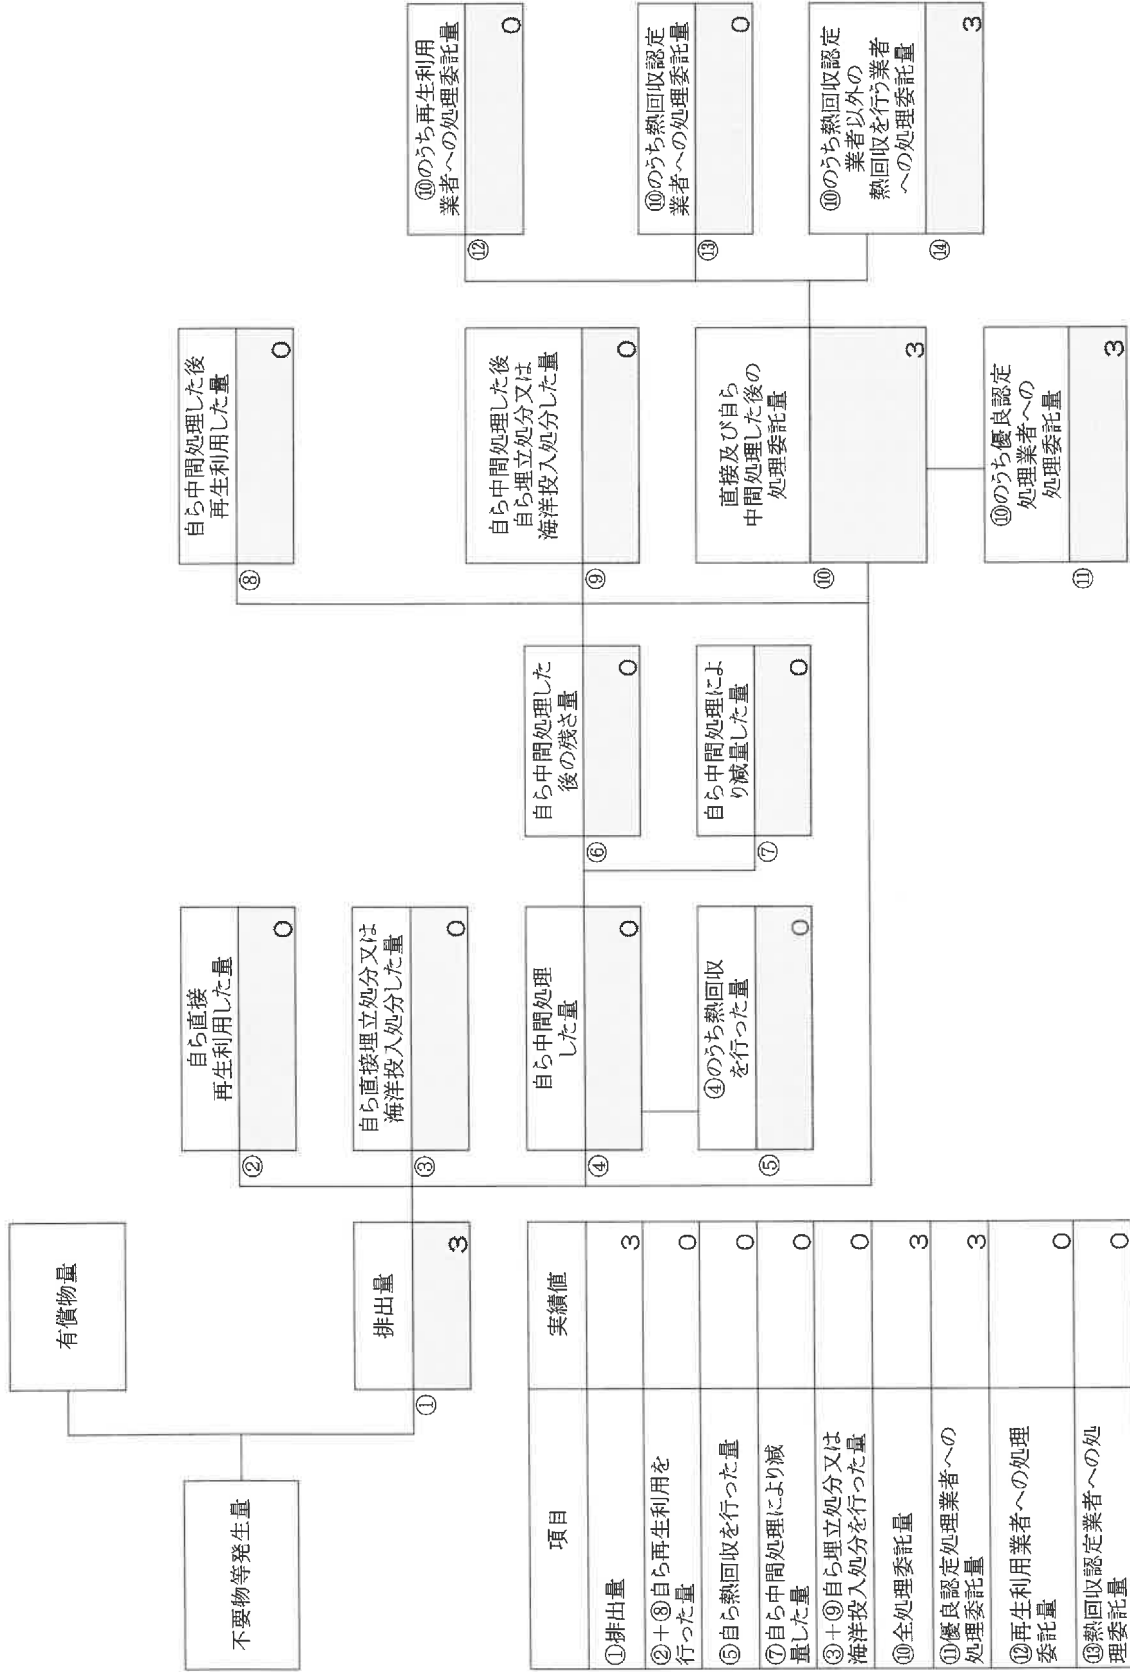 不要物等発生量
有償物量
①
排出量
3
②
自ら直接
再生利用した量
0
③
自ら直接埋立処分又は
海洋投入処分した量
0
④
自ら中間処理
した量
0
⑤
④のうち熱回収
を行った量
0
⑥
自ら中間処理した
後の残さ量
0
⑦
自ら中間処理によ
り減量した量
0
⑧
自ら中間処理した後
再生利用した量
0
⑨
自ら中間処理した後
自ら埋立処分又は
海洋投入処分した量
0
⑩
直接及び自ら
中間処理した後の
処理委託量
3
⑪
⑩のうち優良認定
処理業者への
処理委託量
3
⑫
⑩のうち再生利用
業者への処理委託量
0
⑬
⑩のうち熱回収認定
業者への処理委託量
0
⑭
⑩のうち熱回収認定
業者以外の
熱回収を行う業者
への処理委託量
3
項目 実績値
①排出量 3
②+⑧自ら再生利用を
行った量 0
⑤自ら熱回収を行った量 0
⑦自ら中間処理により減
量した量 0
③+⑨自ら埋立処分又は
海洋投入処分を行った量 0
⑩全処理委託量 3
⑪優良認定処理業者への
処理委託量 3
⑫再生利用業者への処理
委託量 0
⑬熱回収認定業者への処
理委託量 0